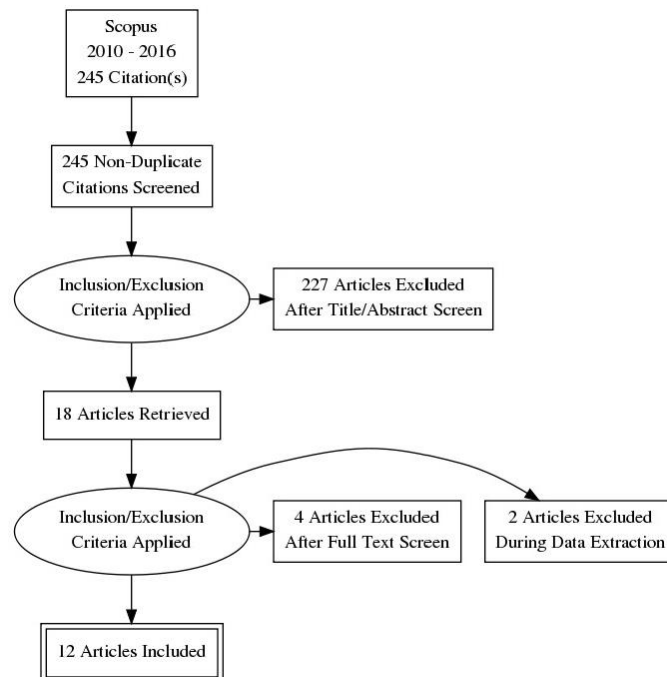 Scopus
2010 - 2016
245 Citation(s)
245 Non-Duplicate
Citations Screened
Inclusion/Exclusion
Criteria Applied
227 Articles Excluded
After Title/Abstract Screen
18 Articles Retrieved
Inclusion/Exclusion
Criteria Applied
4 Articles Excluded
After Full Text Screen
2 Articles Excluded
During Data Extraction
12 Articles Included